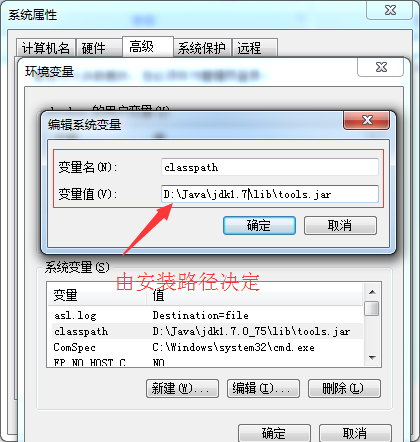 系统属性
计算机名 硬件 高级 系统保护 远程
环境变量
的用户变量(U)
编辑系统变量
变量名(N): classpath
变量值(V): D:\Java\jdk1.7\lib\tools.jar
确定 取消
由安装路径决定
系统变量(S)
变量 值
asl.log Destination=file
classpath D:\Java\jdk1.7.0_75\lib\tools.jar
ComSpec C:\Windows\system32\cmd.exe
FP_NO_HOST_C NO
新建(W)... 编辑(I)... 删除(L)
确定 取消